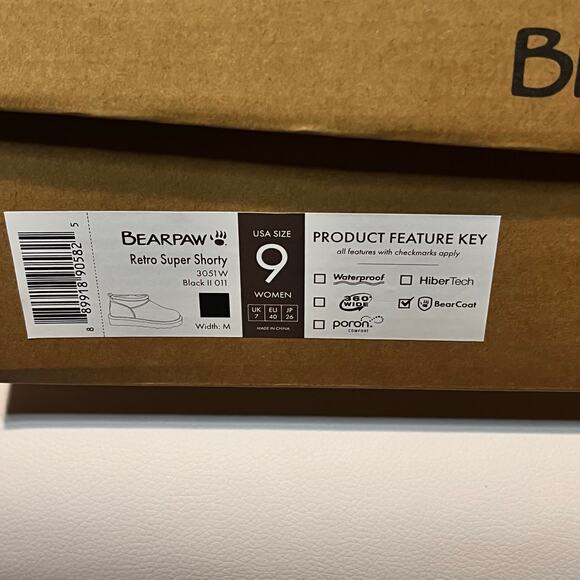 BE
BEARPAW
Retro Super Shorty
3051W
Black II 011
Width: M
8 89918 90582 5
USA SIZE
9
WOMEN
UK 7 EU 40 JP 26
MADE IN CHINA
PRODUCT FEATURE KEY
all features with checkmarks apply
Waterproof
HiberTech
360° WIDE
BearCoat
poron
COMFORT